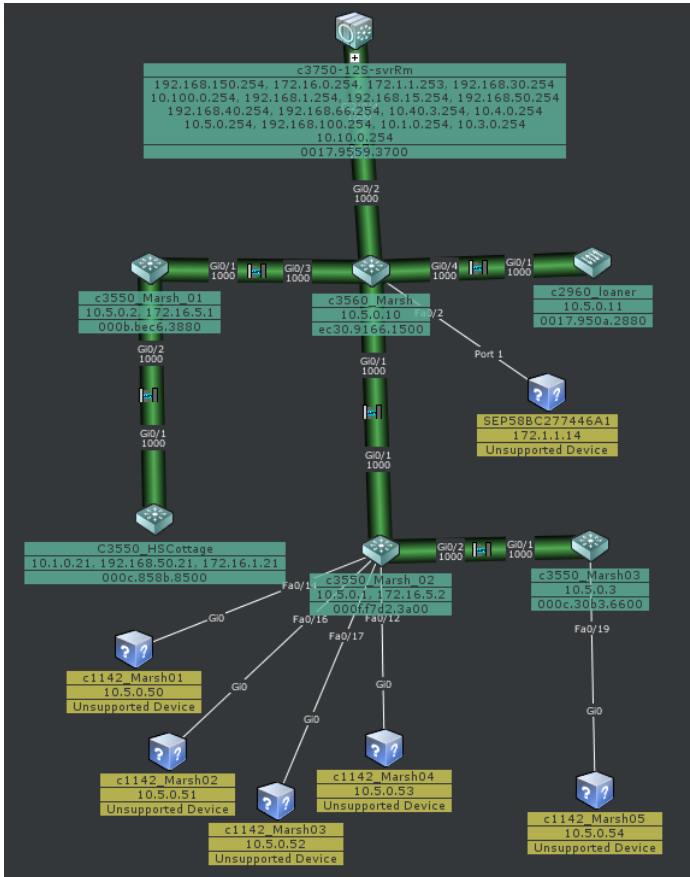 c3750-12S-svrRm
192.168.150.254, 172.16.0.254, 172.1.1.253, 192.168.30.254
10.100.0.254, 192.168.1.254, 192.168.15.254, 192.168.50.254
192.168.40.254, 192.168.66.254, 10.40.3.254, 10.4.0.254
10.5.0.254, 192.168.100.254, 10.1.0.254, 10.3.0.254
10.10.0.254
0017.9559.3700
Gi0/2
1000
Gi0/1
1000
Gi0/3
1000
Gi0/4
1000
Gi0/1
1000
c3550_Marsh_01
10.5.0.2, 172.16.5.1
000b.bec6.3880
c3560_Marsh
10.5.0.10
ec30.9166.1500
c2960_loaner
10.5.0.11
0017.950a.2880
Fa0/2
Port 1
Gi0/2
1000
Gi0/1
1000
SEP58BC277446A1
172.1.1.14
Unsupported Device
Gi0/1
1000
Gi0/1
1000
C3550_HSCottage
10.1.0.21, 192.168.50.21, 172.16.1.21
000c.858b.8500
Gi0/2
1000
Gi0/1
1000
c3550_Marsh_02
10.5.0.1, 172.16.5.2
000f.f7d2.3a00
c3550_Marsh03
10.5.0.3
000c.30b3.6600
Fa0/16
Fa0/17
Fa0/12
Fa0/19
Gi0
Gi0
Gi0
Gi0
Gi0
c1142_Marsh01
10.5.0.50
Unsupported Device
c1142_Marsh02
10.5.0.51
Unsupported Device
c1142_Marsh03
10.5.0.52
Unsupported Device
c1142_Marsh04
10.5.0.53
Unsupported Device
c1142_Marsh05
10.5.0.54
Unsupported Device